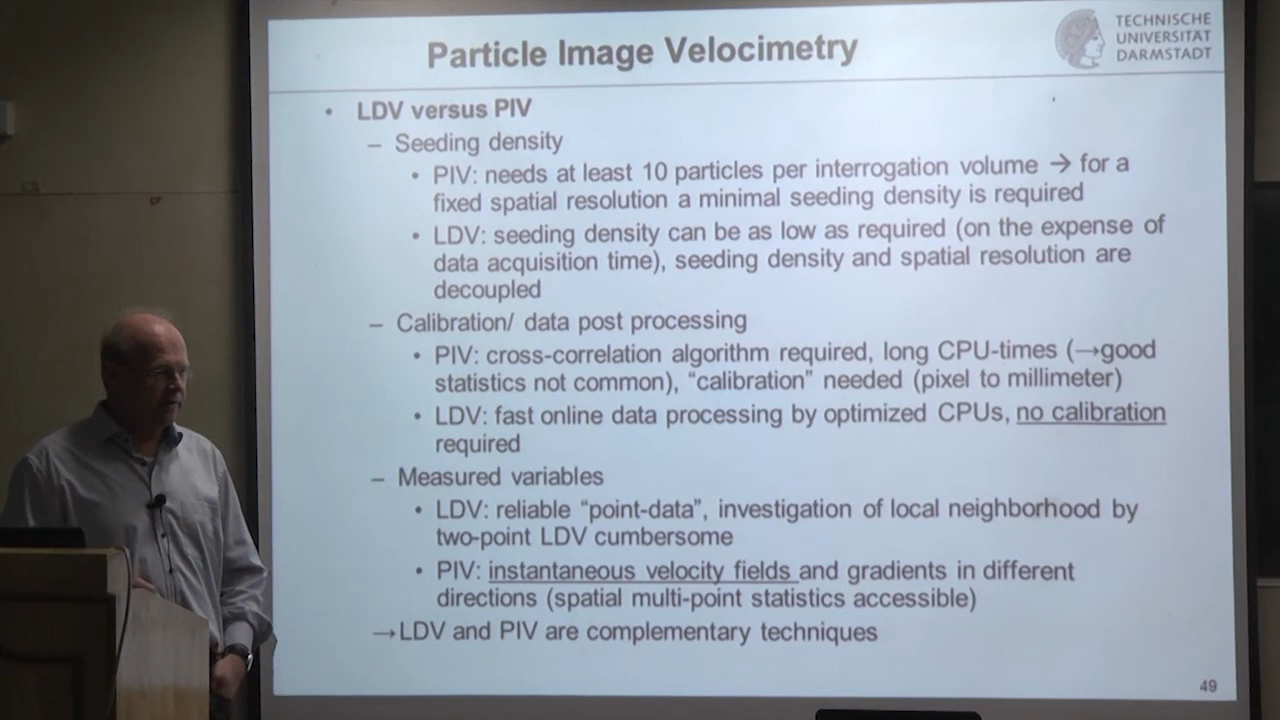 Particle Image Velocimetry
TECHNISCHE
UNIVERSITÄT
DARMSTADT
• LDV versus PIV
– Seeding density
• PIV: needs at least 10 particles per interrogation volume → for a
fixed spatial resolution a minimal seeding density is required
• LDV: seeding density can be as low as required (on the expense of
data acquisition time), seeding density and spatial resolution are
decoupled
– Calibration/ data post processing
• PIV: cross-correlation algorithm required, long CPU-times (→good
statistics not common), “calibration” needed (pixel to millimeter)
• LDV: fast online data processing by optimized CPUs, no calibration
required
– Measured variables
• LDV: reliable “point-data”, investigation of local neighborhood by
two-point LDV cumbersome
• PIV: instantaneous velocity fields and gradients in different
directions (spatial multi-point statistics accessible)
→LDV and PIV are complementary techniques
49